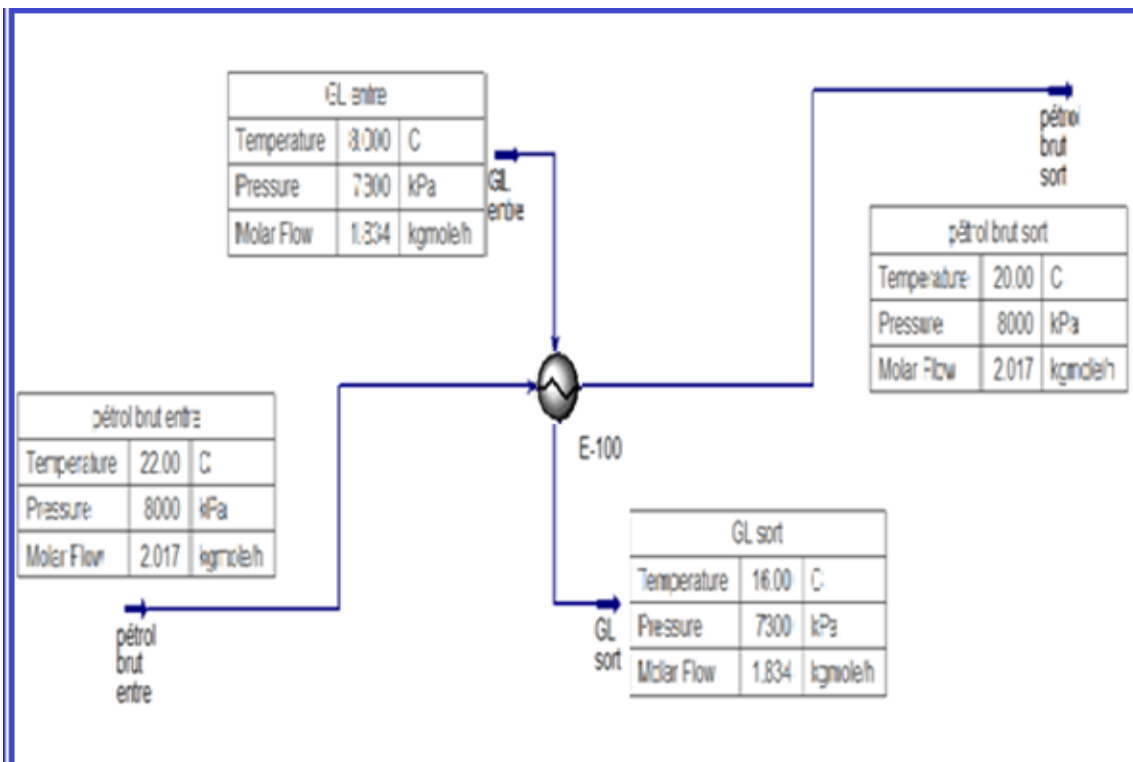 GL entre
Temperature 8.000 C
Pressure 7300 kPa
Molar Flow 1.834 kgmole/h
GL
entre
pétrol
brut
sort
pétrol brut sort
Temperature 20.00 C
Pressure 8000 kPa
Molar Flow 2.017 kgmole/h
pétrol brut entre
Temperature 22.00 C
Pressure 8000 kPa
Molar Flow 2.017 kgmole/h
E-100
GL sort
Temperature 16.00 C
Pressure 7300 kPa
Molar Flow 1.834 kgmole/h
GL
sort
pétrol
brut
entre